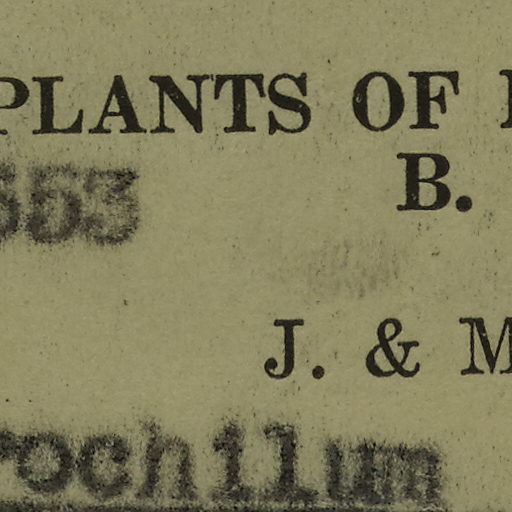 PLANTS OF
553 B.
J. & M
rochilum